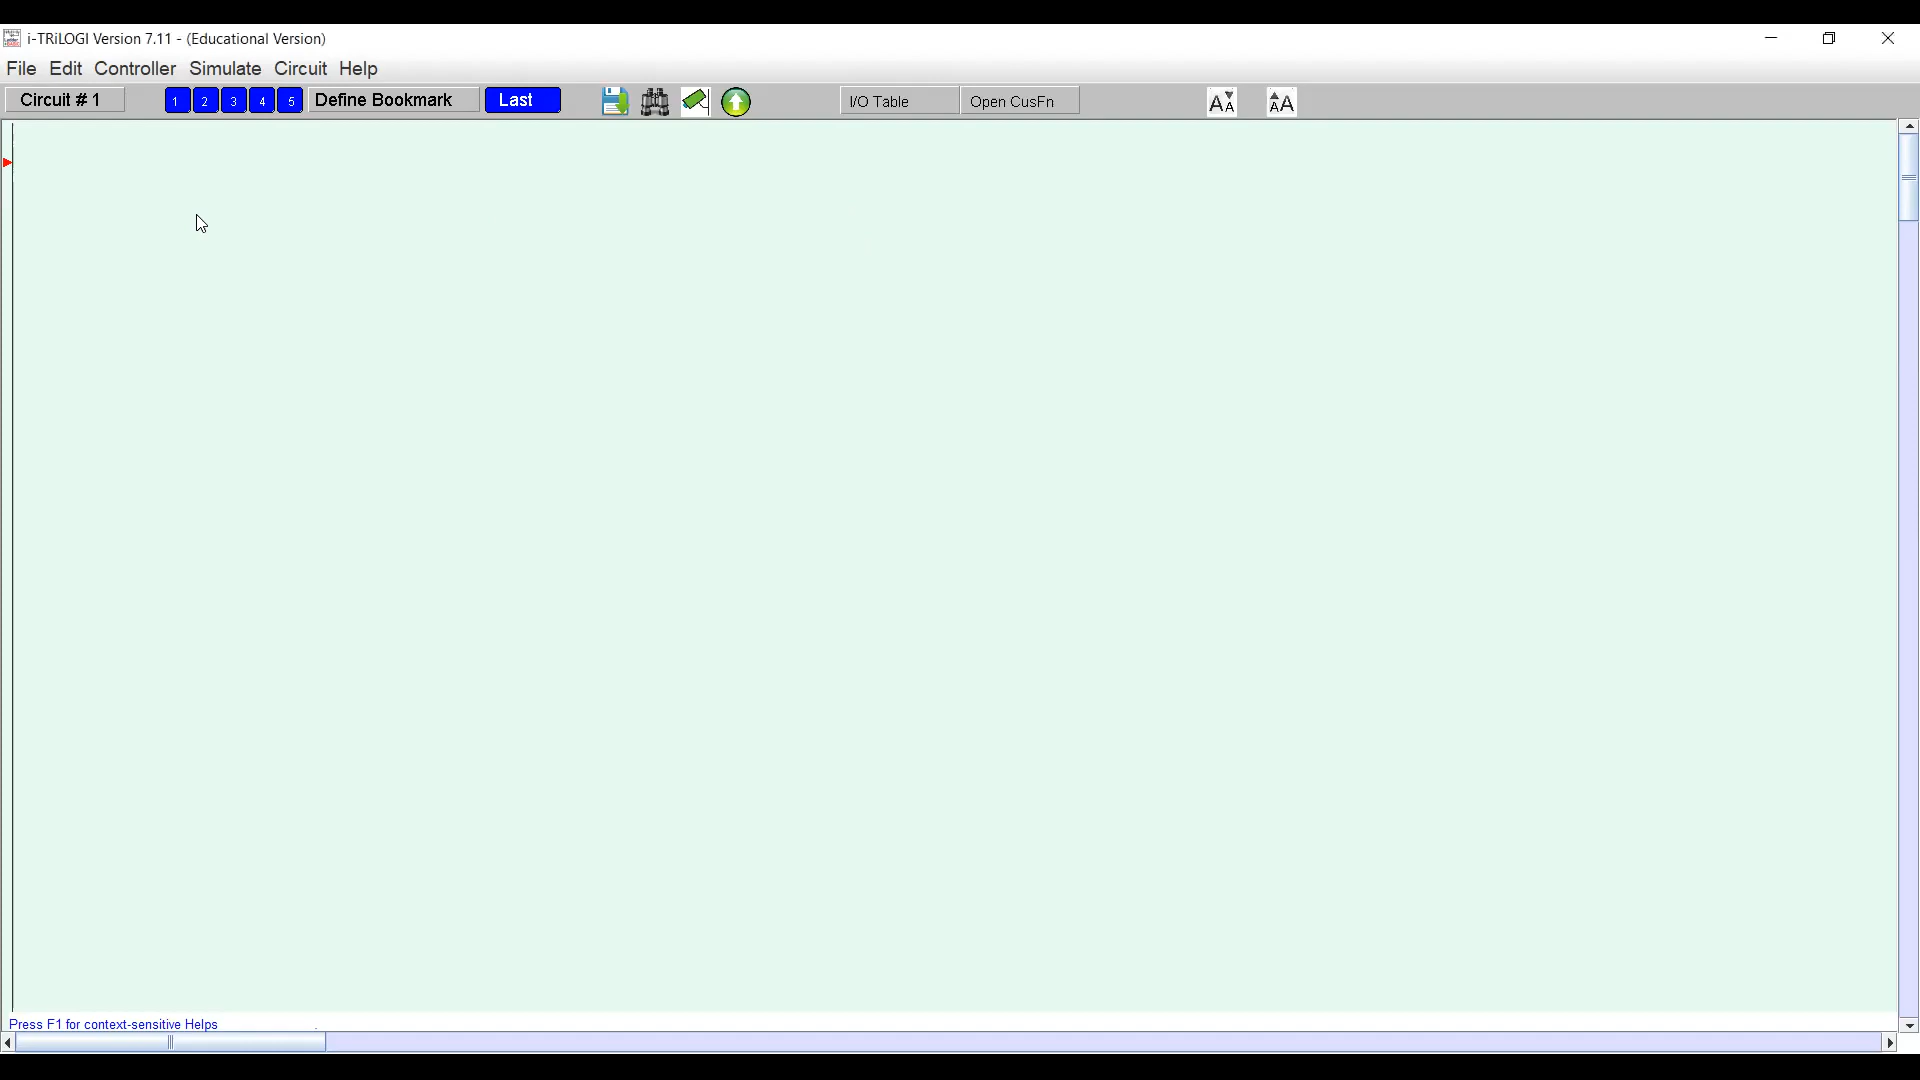 i-TRiLOGI Version 7.11 - (Educational Version)
File Edit Controller Simulate Circuit Help
Circuit # 1 1 2 3 4 5 Define Bookmark Last I/O Table Open CusFn AA AA
Press F1 for context-sensitive Helps